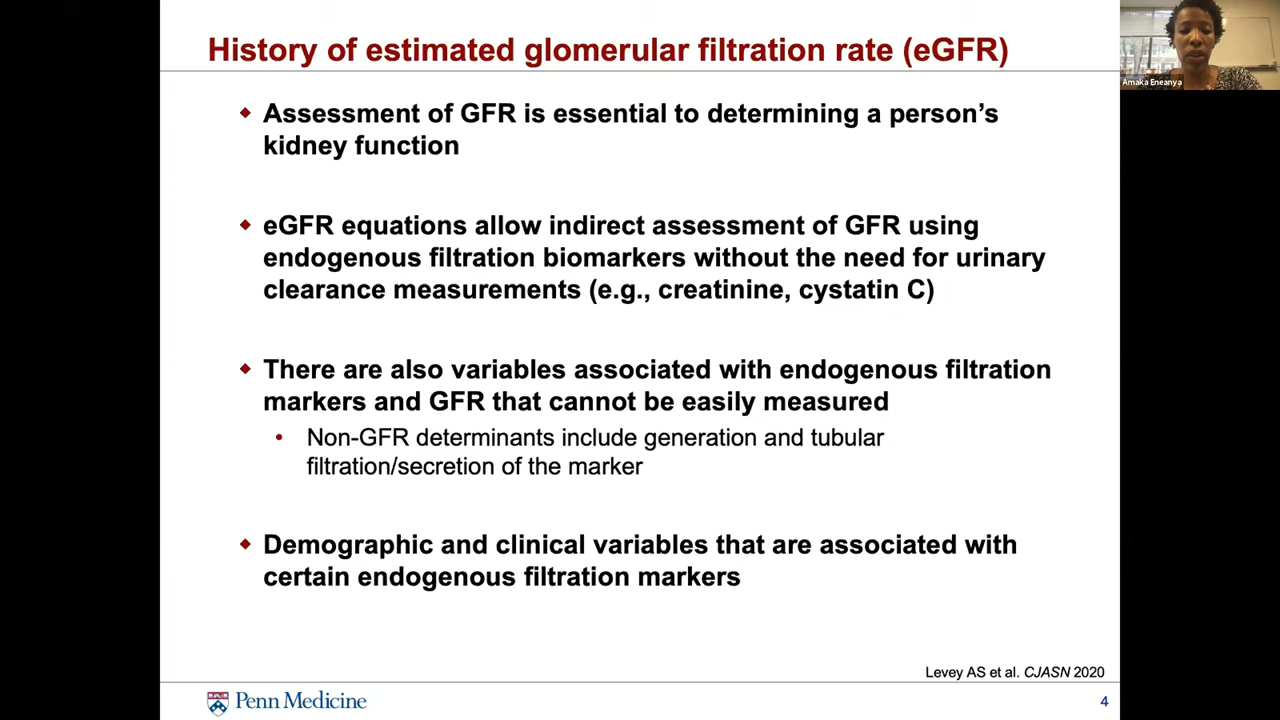 History of estimated glomerular filtration rate (eGFR)
Amaka Eneanya
Assessment of GFR is essential to determining a person's
kidney function
eGFR equations allow indirect assessment of GFR using
endogenous filtration biomarkers without the need for urinary
clearance measurements (e.g., creatinine, cystatin C)
There are also variables associated with endogenous filtration
markers and GFR that cannot be easily measured
Non-GFR determinants include generation and tubular
filtration/secretion of the marker
Demographic and clinical variables that are associated with
certain endogenous filtration markers
Levey AS et al. CJASN 2020
Penn Medicine
4